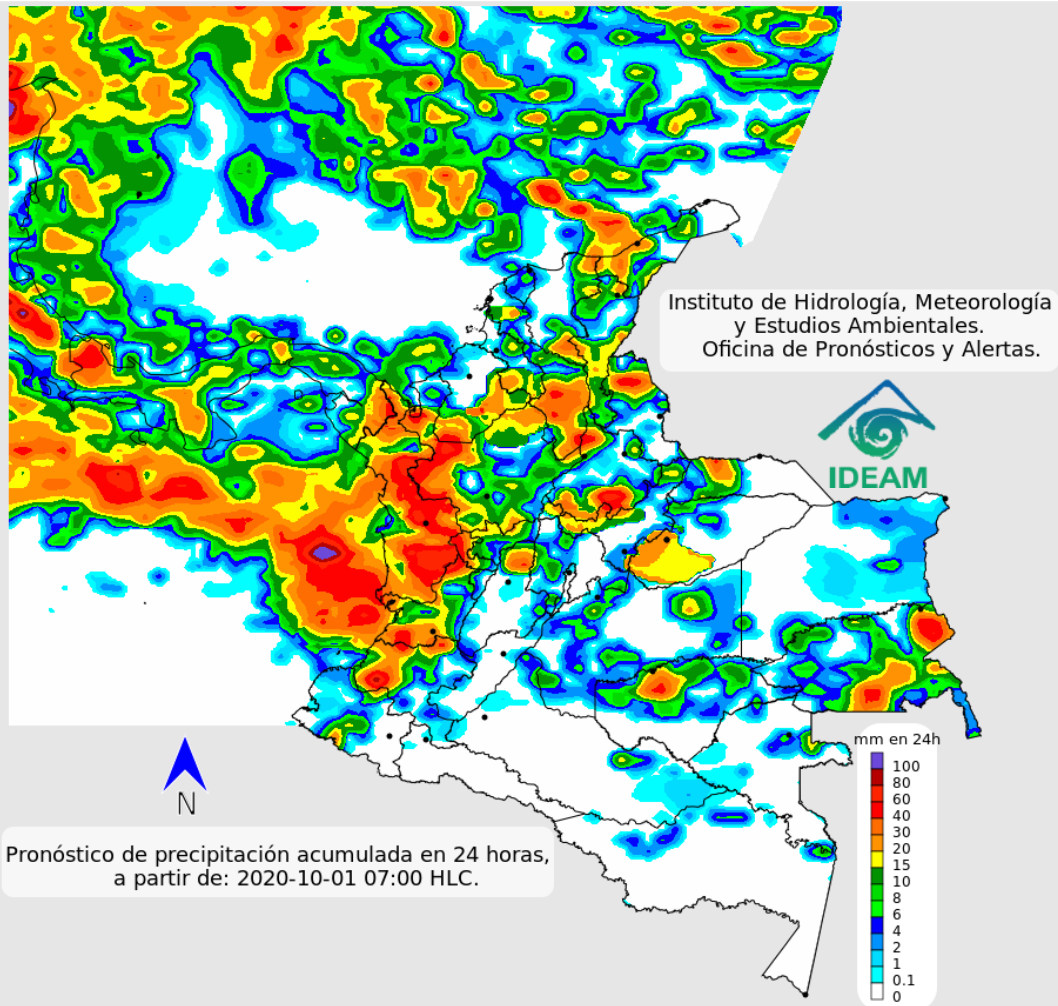 Instituto de Hidrología, Meteorología
y Estudios Ambientales.
Oficina de Pronósticos y Alertas.
IDEAM
mm en 24h
100
80
60
40
30
20
15
10
8
6
4
2
1
0.1
0
N
Pronóstico de precipitación acumulada en 24 horas,
a partir de: 2020-10-01 07:00 HLC.